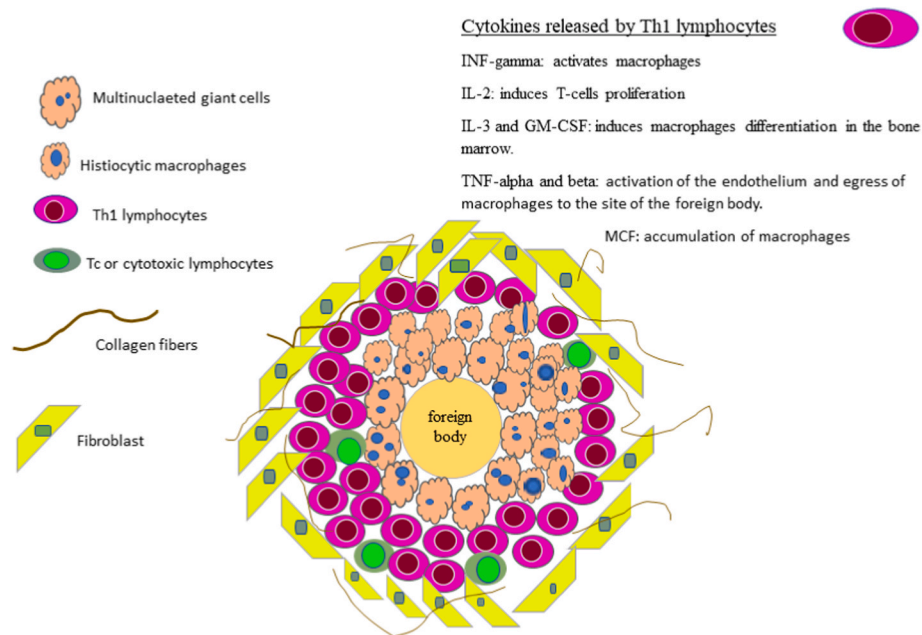 Cytokines released by Th1 lymphocytes
INF-gamma: activates macrophages
IL-2: induces T-cells proliferation
IL-3 and GM-CSF: induces macrophages differentiation in the bone
marrow.
TNF-alpha and beta: activation of the endothelium and egress of
macrophages to the site of the foreign body.
MCF: accumulation of macrophages
Multinuclaeted giant cells
Histiocytic macrophages
Th1 lymphocytes
Tc or cytotoxic lymphocytes
Collagen fibers
Fibroblast
foreign
body